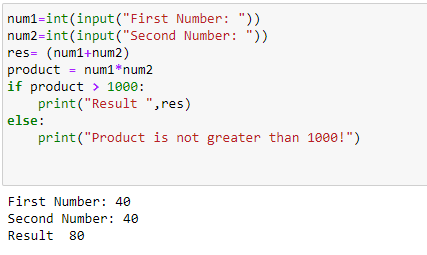 num1=int(input("First Number: "))
num2=int(input("Second Number: "))
res= (num1+num2)
product = num1*num2
if product > 1000:
    print("Result ",res)
else:
    print("Product is not greater than 1000!")
First Number: 40
Second Number: 40
Result  80